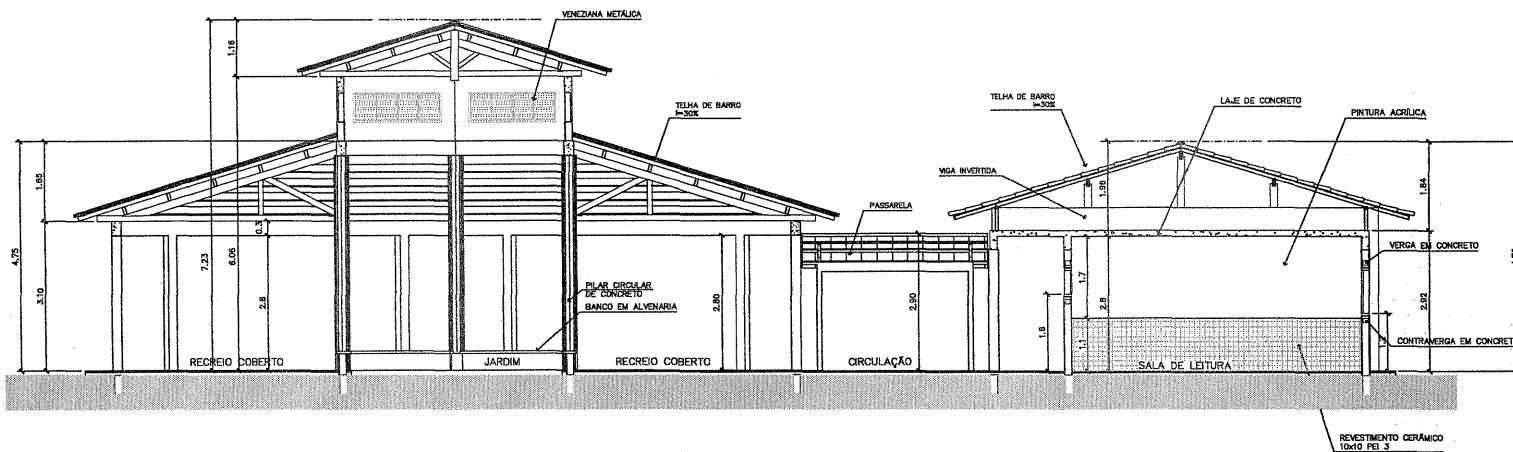 VENEZIANA METÁLICA
1.16
TELHA DE BARRO
i=30%
TELHA DE BARRO
i=30%
LAJE DE CONCRETO
PINTURA ACRÍLICA
VIGA INVERTIDA
PASSARELA
1.65
1.96
1.84
0.3
4.75
7.23
6.06
3.10
2.8
PILAR CIRCULAR
DE CONCRETO
BANCO EM ALVENARIA
2.80
2.90
1.7
2.8
1.6
1.1
2.92
VERGA EM CONCRETO
CONTRAVERGA EM CONCRET
RECREIO COBERTO
JARDIM
RECREIO COBERTO
CIRCULAÇÃO
SALA DE LEITURA
REVESTIMENTO CERÂMICO
10x10 PEI 3